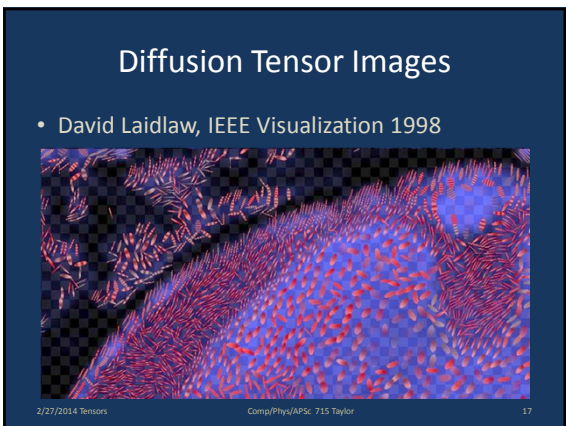 Diffusion Tensor Images
• David Laidlaw, IEEE Visualization 1998
2/27/2014 Tensors
Comp/Phys/APSc 715 Taylor
17